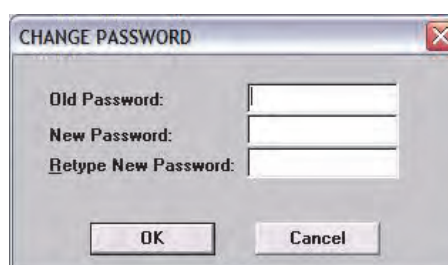 CHANGE PASSWORD
Old Password:
New Password:
Retype New Password:
OK Cancel